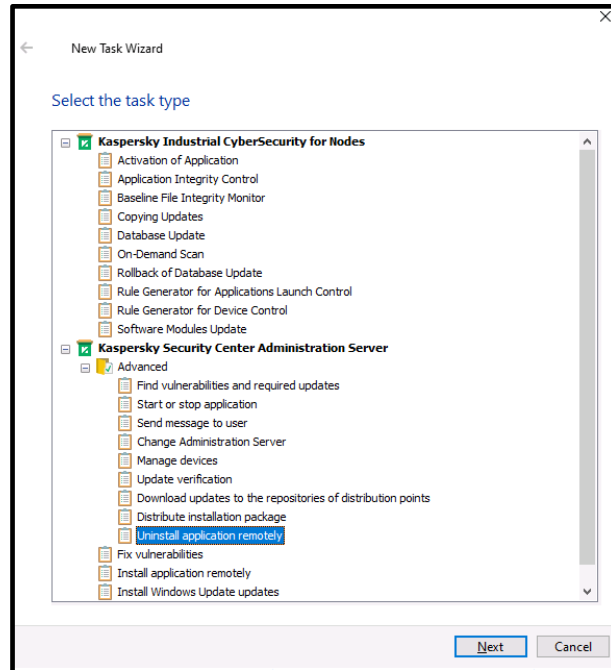 New Task Wizard
Select the task type
Kaspersky Industrial CyberSecurity for Nodes
Activation of Application
Application Integrity Control
Baseline File Integrity Monitor
Copying Updates
Database Update
On-Demand Scan
Rollback of Database Update
Rule Generator for Applications Launch Control
Rule Generator for Device Control
Software Modules Update
Kaspersky Security Center Administration Server
Advanced
Find vulnerabilities and required updates
Start or stop application
Send message to user
Change Administration Server
Manage devices
Update verification
Download updates to the repositories of distribution points
Distribute installation package
Uninstall application remotely
Fix vulnerabilities
Install application remotely
Install Windows Update updates
Next Cancel